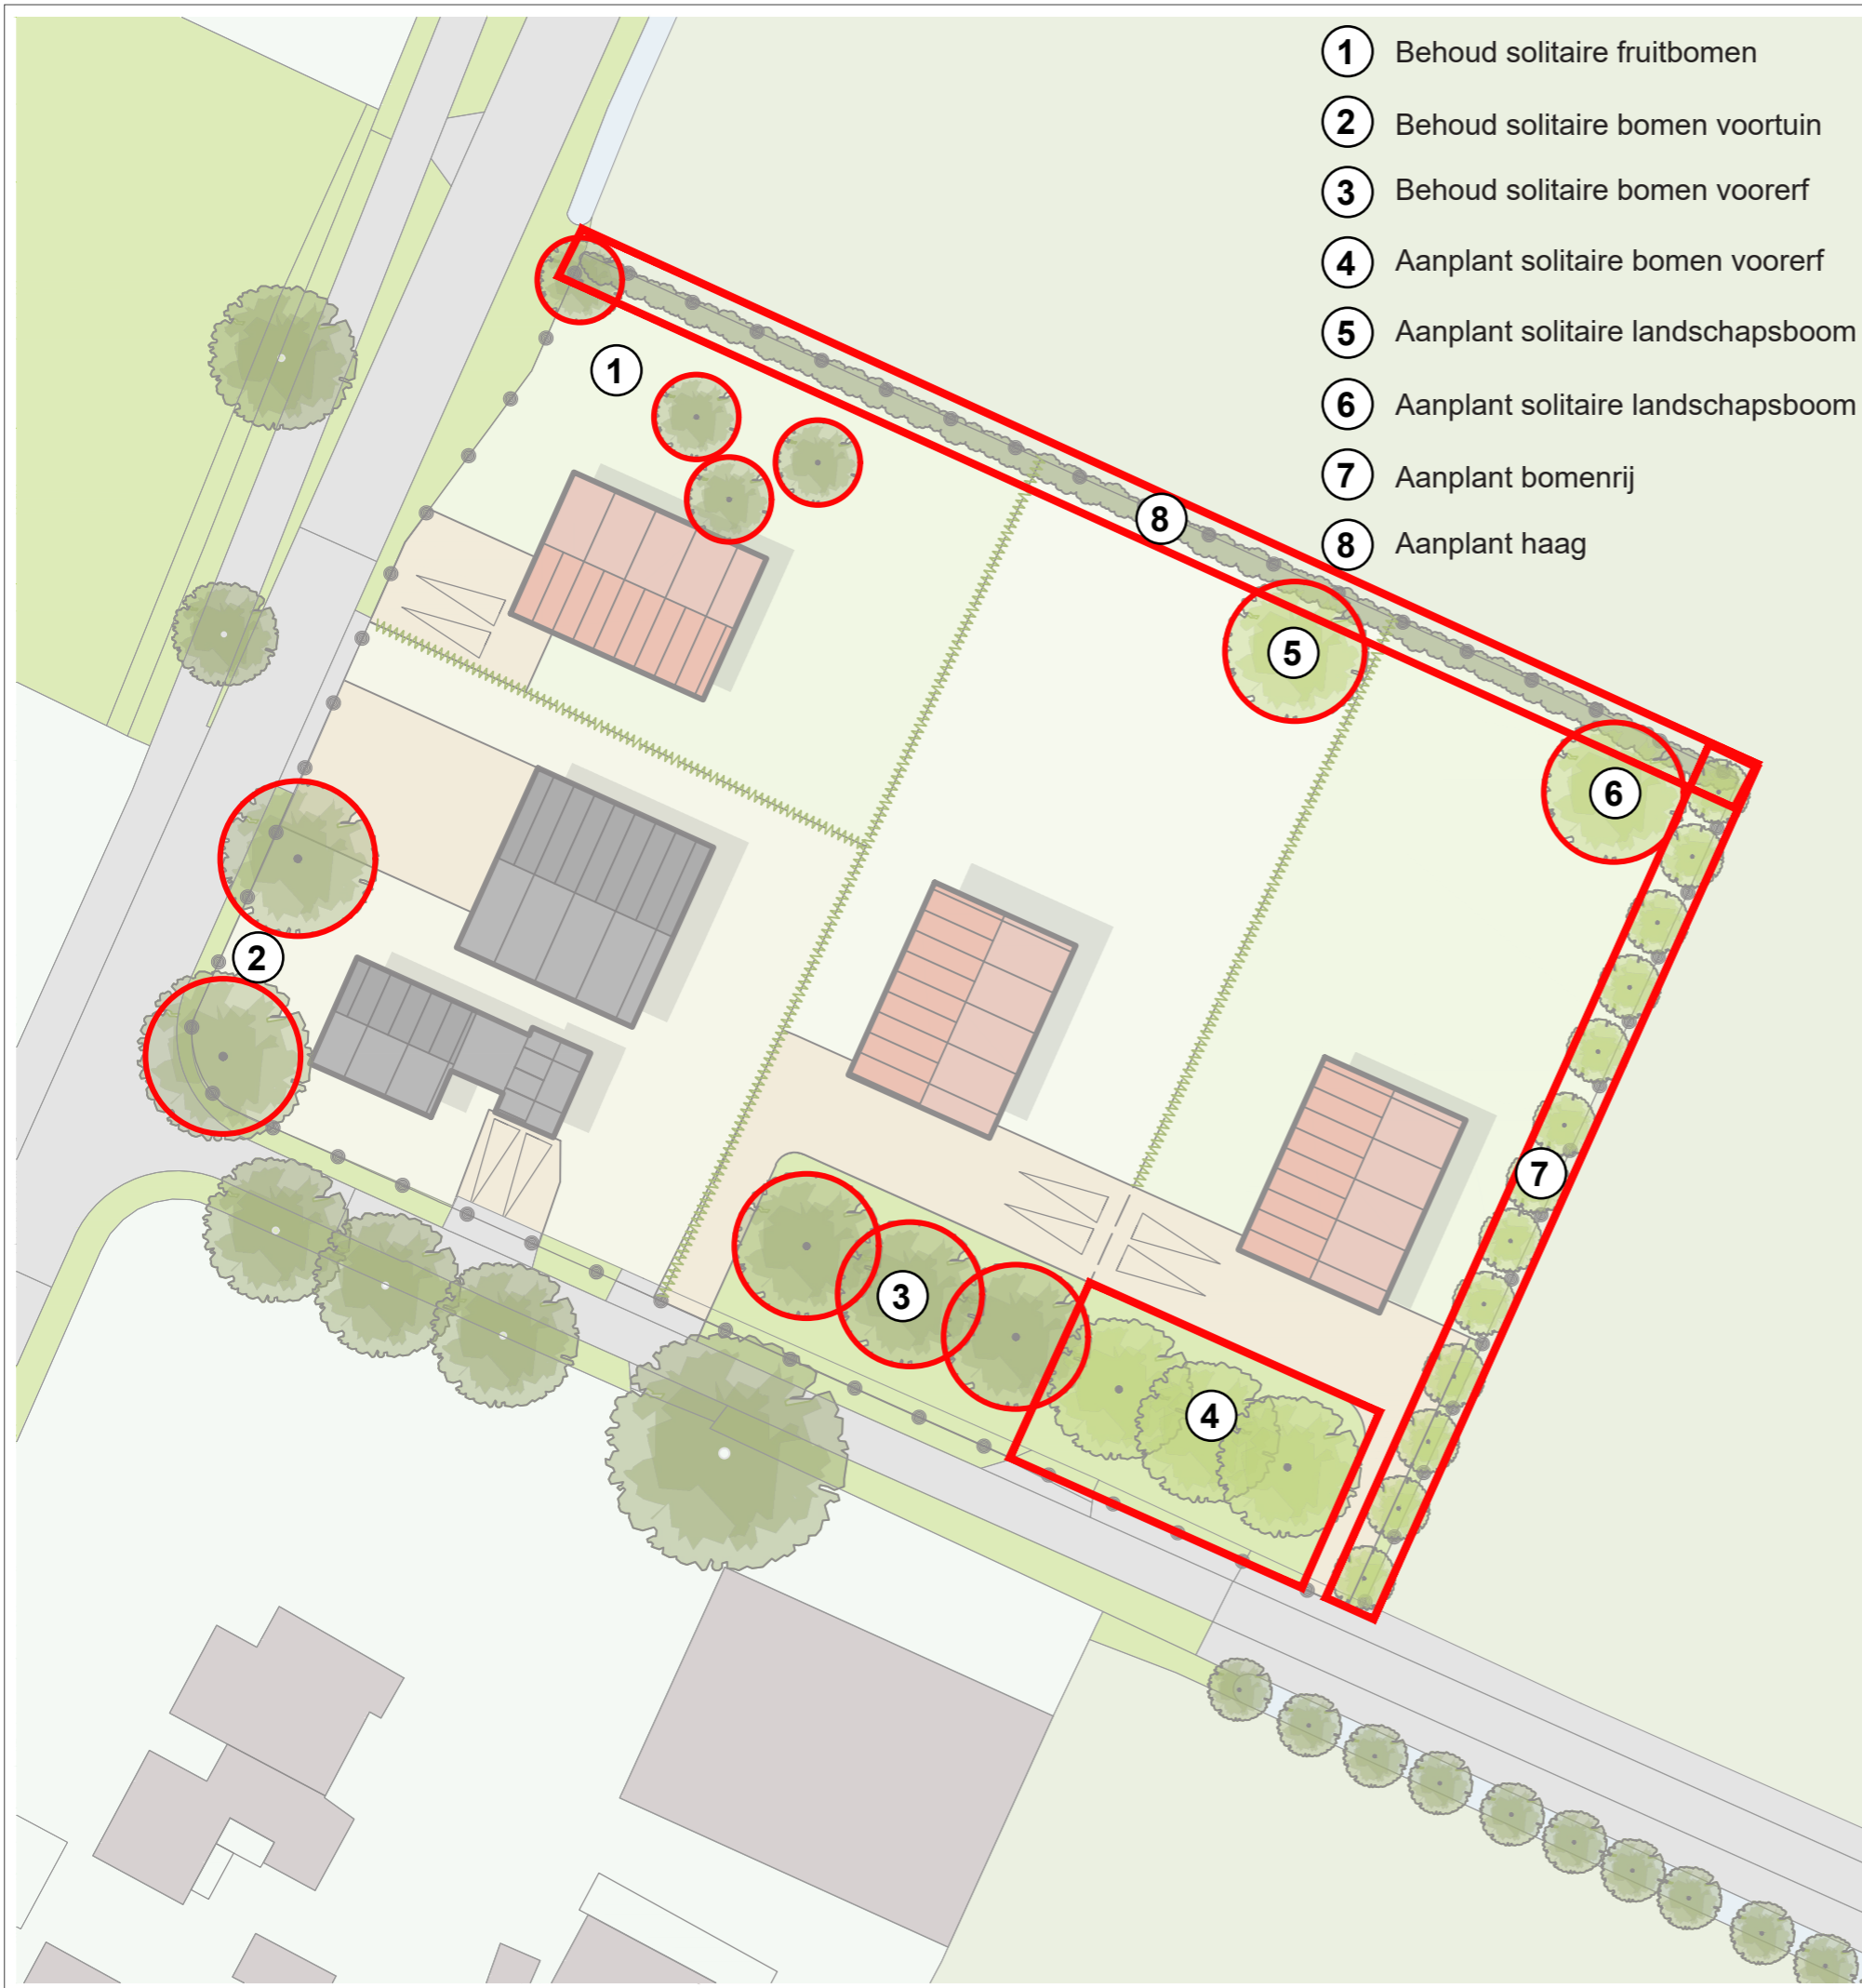 1 Behoud solitaire fruitbomen
2 Behoud solitaire bomen voortuin
3 Behoud solitaire bomen voorerf
4 Aanplant solitaire bomen voorerf
5 Aanplant solitaire landschapsboom
6 Aanplant solitaire landschapsboom
7 Aanplant bomenrij
8 Aanplant haag
1
8
5
6
2
7
3
4